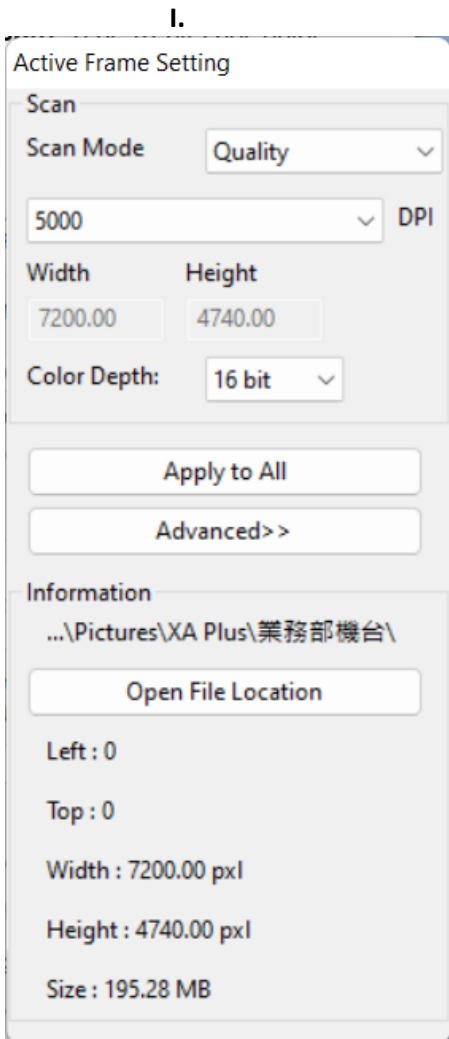 I.
Active Frame Setting
Scan
Scan Mode Quality
5000 DPI
Width Height
7200.00 4740.00
Color Depth: 16 bit
Apply to All
Advanced>>
Information
...\Pictures\XA Plus\業務部機台\
Open File Location
Left : 0
Top : 0
Width : 7200.00 pxl
Height : 4740.00 pxl
Size : 195.28 MB